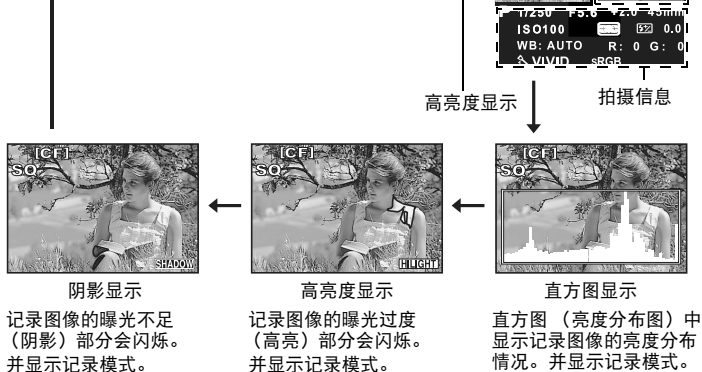 P 1/250 F5.6 +2.0 45mm
ISO100 0.0
WB: AUTO R: 0 G: 0
VIVID sRGB
高亮度显示
拍摄信息
[CF]
SQ
SHADOW
[CF]
SQ
HILIGHT
[CF]
SQ
阴影显示
高亮度显示
直方图显示
记录图像的曝光不足
（阴影）部分会闪烁。
并显示记录模式。
记录图像的曝光过度
（高亮）部分会闪烁。
并显示记录模式。
直方图 （亮度分布图）中
显示记录图像的亮度分布
情况。并显示记录模式。